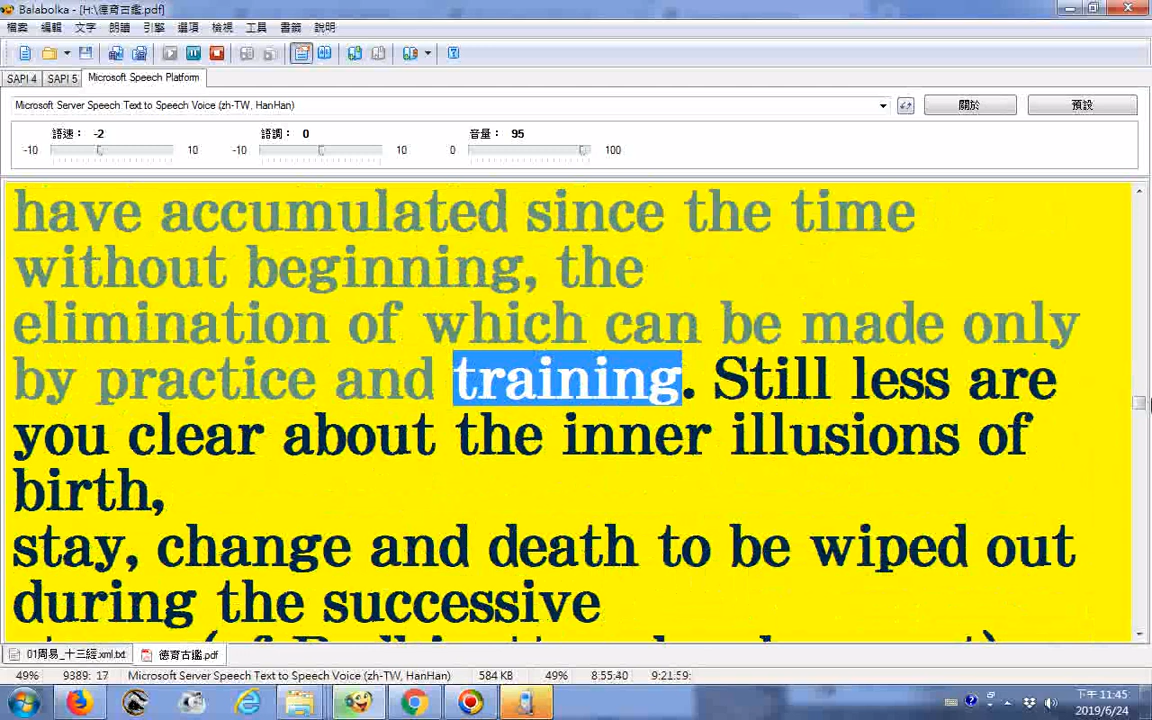 Balabolka - [H:\德育古鑑.pdf]
檔案 編輯 文字 朗讀 引擎 選項 檢視 工具 書籤 說明
SAPI 4 SAPI 5 Microsoft Speech Platform
Microsoft Server Speech Text to Speech Voice (zh-TW, HanHan) 關於 預設
語速： -2 語調： 0 音量： 95
-10 10 -10 10 0 100
have accumulated since the time
without beginning, the
elimination of which can be made only
by practice and training. Still less are
you clear about the inner illusions of
birth,
stay, change and death to be wiped out
during the successive
01周易_十三經.xml.txt 德育古鑑.pdf
49% 9389: 17 Microsoft Server Speech Text to Speech Voice (zh-TW, HanHan) 584 KB 49% 8:55:40 9:21:59:
下午 11:45
2019/6/24